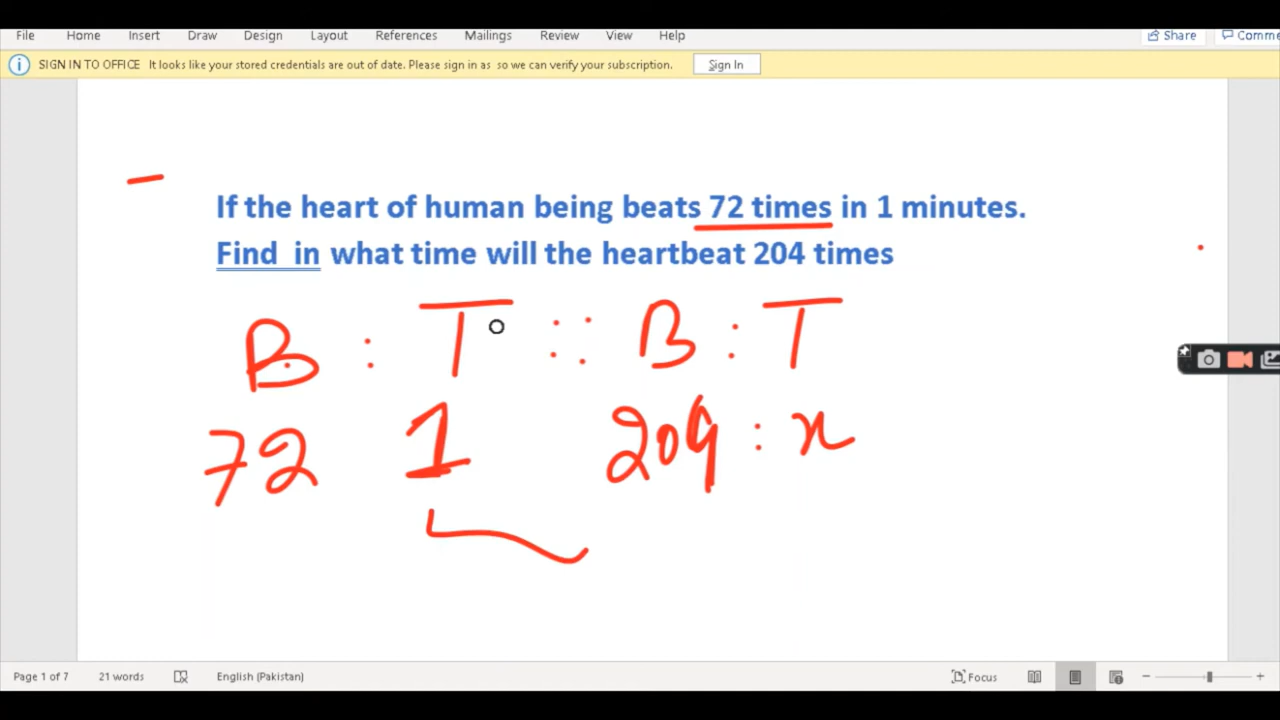 File Home Insert Draw Design Layout References Mailings Review View Help Share Comme
SIGN IN TO OFFICE It looks like your stored credentials are out of date. Please sign in as so we can verify your subscription. Sign In
If the heart of human being beats 72 times in 1 minutes.
Find in what time will the heartbeat 204 times
B : T :: B : T
72 1 204 : x
Page 1 of 7 21 words English (Pakistan) Focus